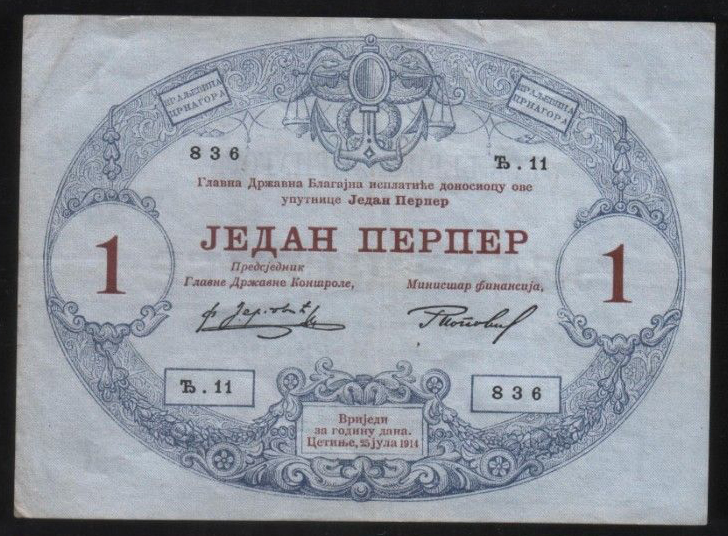 КРАЉЕВИНА
ЦРНАГОРА
КРАЉЕВИНА
ЦРНАГОРА
836
Ђ.11
Главна Државна Благајна исплатиће доносиоцу ове
упутнице Један Перпер
1
ЈЕДАН ПЕРПЕР
1
Предсједник
Главне Државне Контроле,
Министар финансија,
Ђ.11
836
Вриједи
за годину дана.
Цетиње, 25 јула 1914